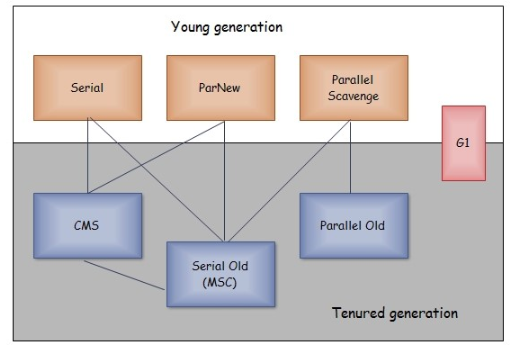 Young generation
Serial
ParNew
Parallel
Scavenge
G1
CMS
Serial Old
(MSC)
Parallel Old
Tenured generation